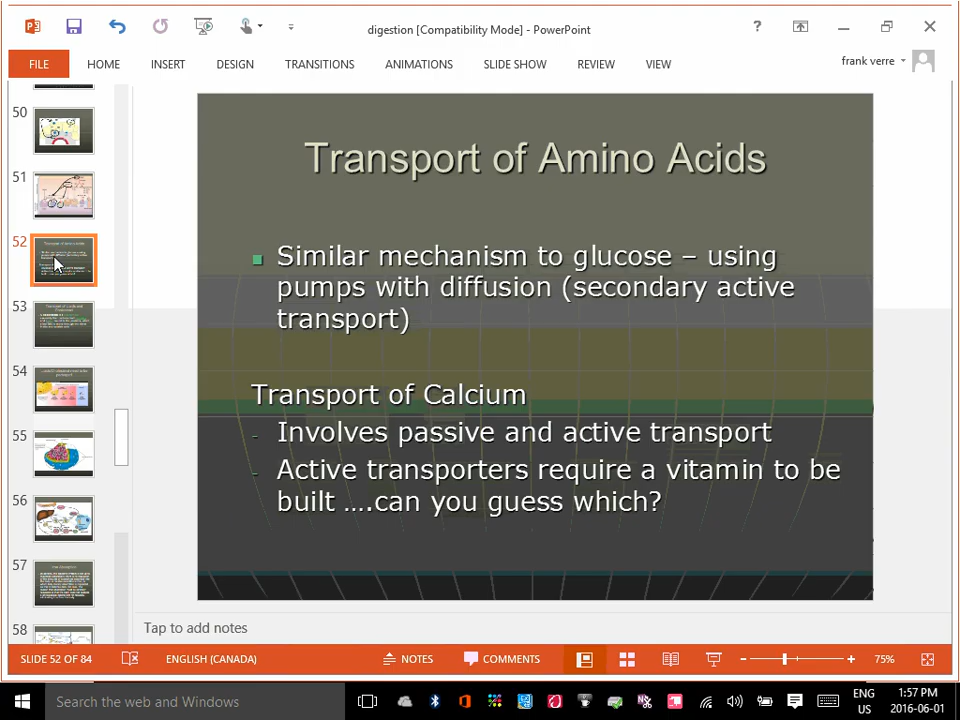 digestion [Compatibility Mode] - PowerPoint
?
FILE HOME INSERT DESIGN TRANSITIONS ANIMATIONS SLIDE SHOW REVIEW VIEW
frank verre
50
51
52
53
54
55
56
57
58
Transport of Amino Acids
Similar mechanism to glucose – using
pumps with diffusion (secondary active
transport)
Transport of Calcium
- Involves passive and active transport
- Active transporters require a vitamin to be
built ….can you guess which?
Tap to add notes
SLIDE 52 OF 84 ENGLISH (CANADA) NOTES COMMENTS 75%
Search the web and Windows
ENG
US
1:57 PM
2016-06-01